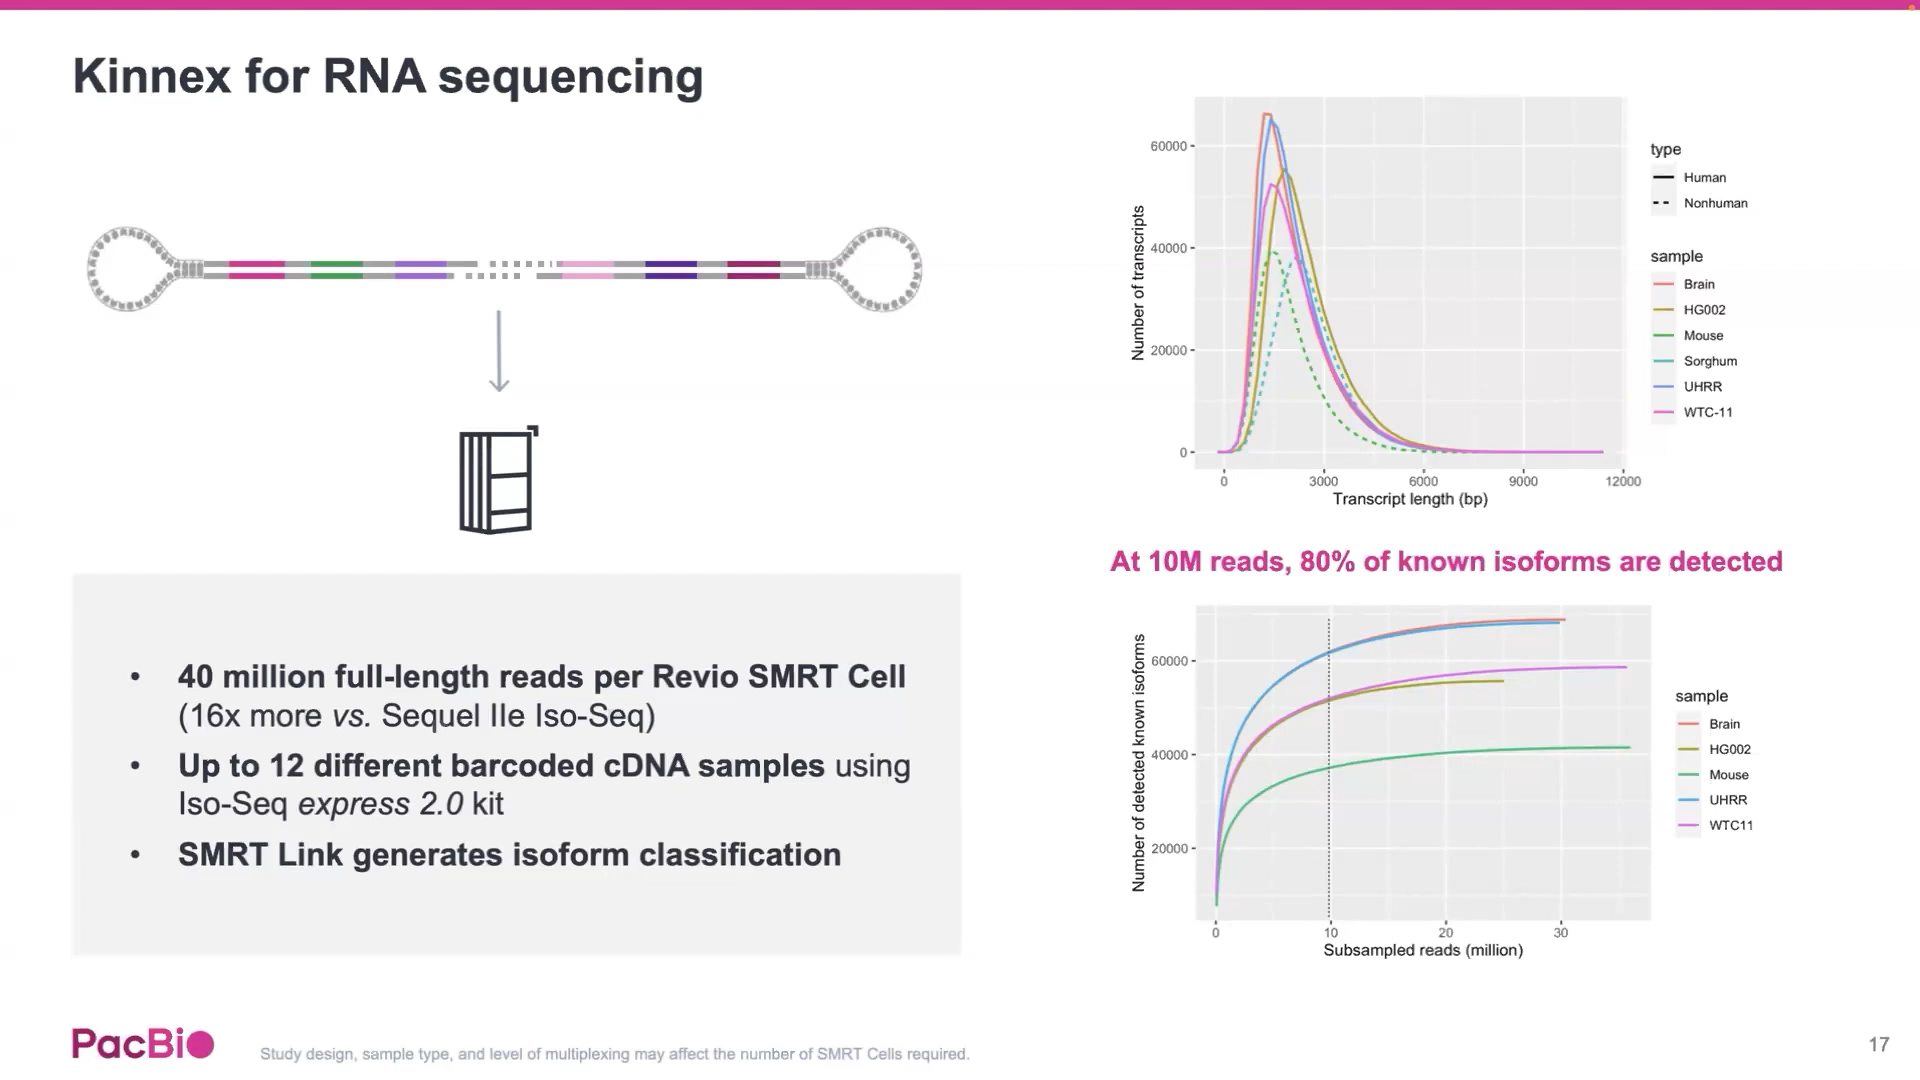 Kinnex for RNA sequencing
• 40 million full-length reads per Revio SMRT Cell
(16x more vs. Sequel IIe Iso-Seq)
• Up to 12 different barcoded cDNA samples using
Iso-Seq express 2.0 kit
• SMRT Link generates isoform classification
Number of transcripts
60000
40000
20000
0
0 3000 6000 9000 12000
Transcript length (bp)
type
Human
Nonhuman
sample
Brain
HG002
Mouse
Sorghum
UHRR
WTC-11
At 10M reads, 80% of known isoforms are detected
Number of detected known isoforms
60000
40000
20000
0 10 20 30
Subsampled reads (million)
sample
Brain
HG002
Mouse
UHRR
WTC11
PacBio
Study design, sample type, and level of multiplexing may affect the number of SMRT Cells required.
17